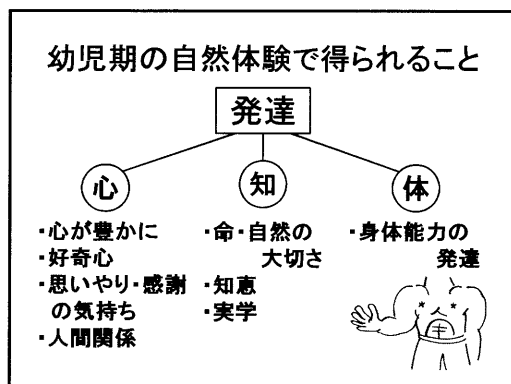 幼児期の自然体験で得られること
発達
心
・心が豊かに
・好奇心
・思いやり・感謝
の気持ち
・人間関係
知
・命・自然の
大切さ
・知恵
・実学
体
・身体能力の
発達